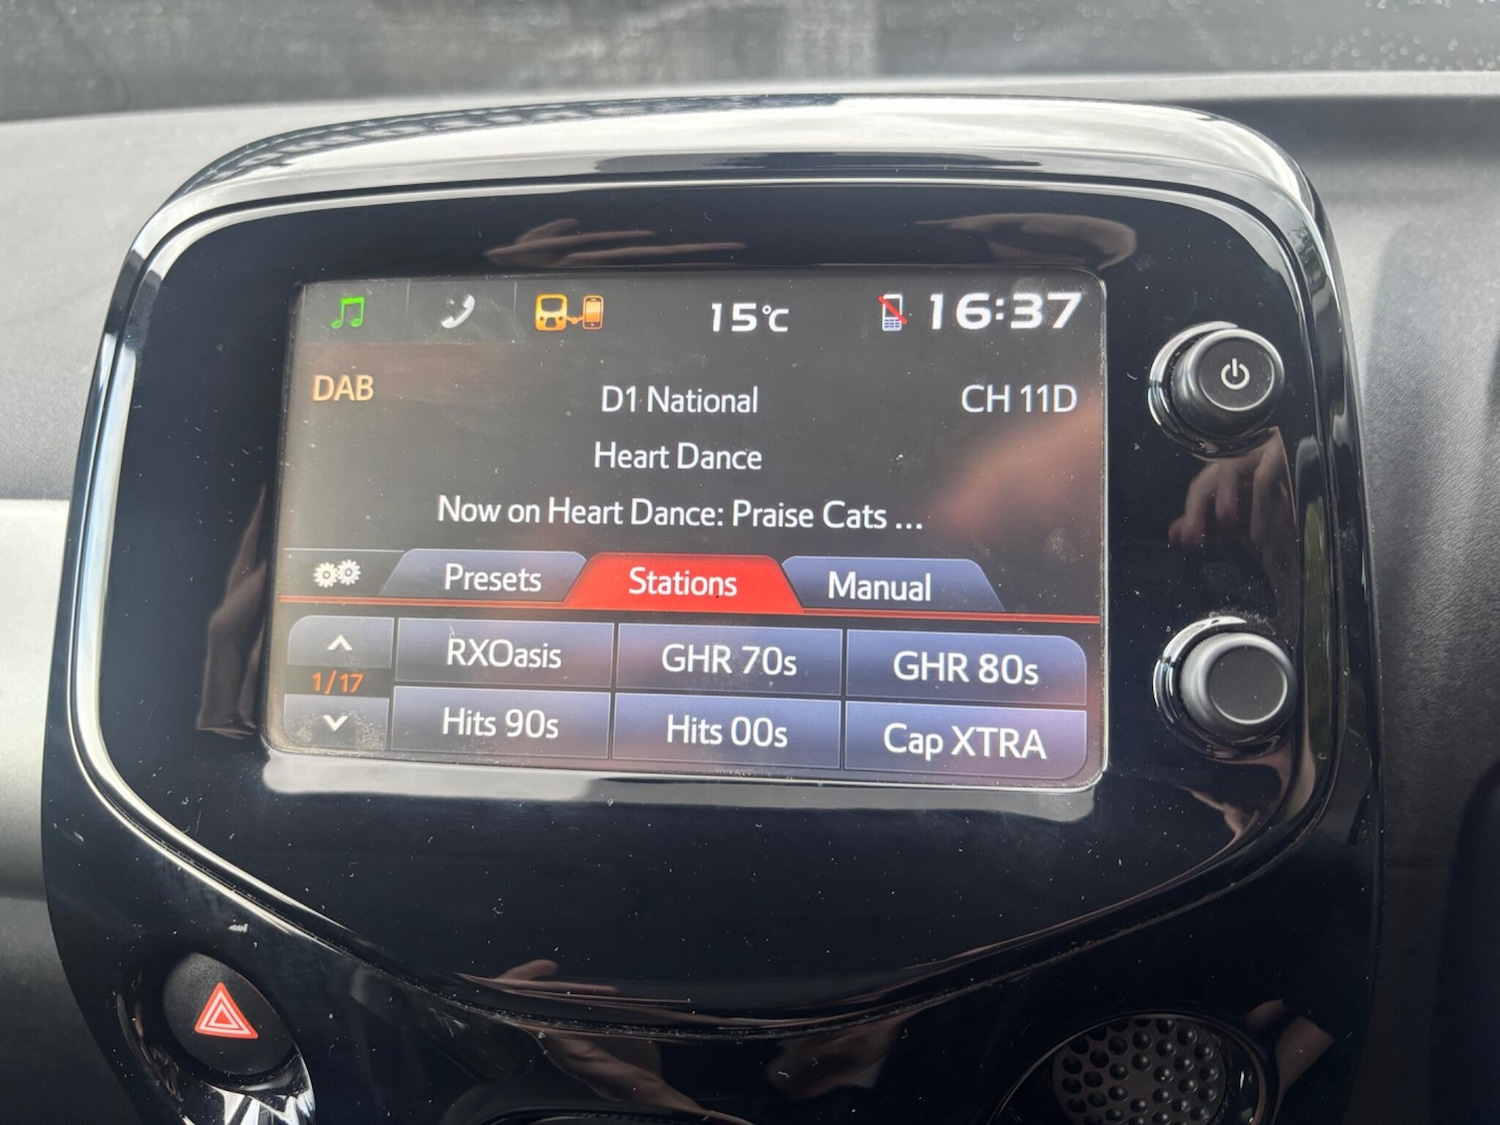 15°C 16:37
DAB D1 National CH 11D
Heart Dance
Now on Heart Dance: Praise Cats ...
Presets Stations Manual
RXOasis GHR 70s GHR 80s
1/17
Hits 90s Hits 00s Cap XTRA